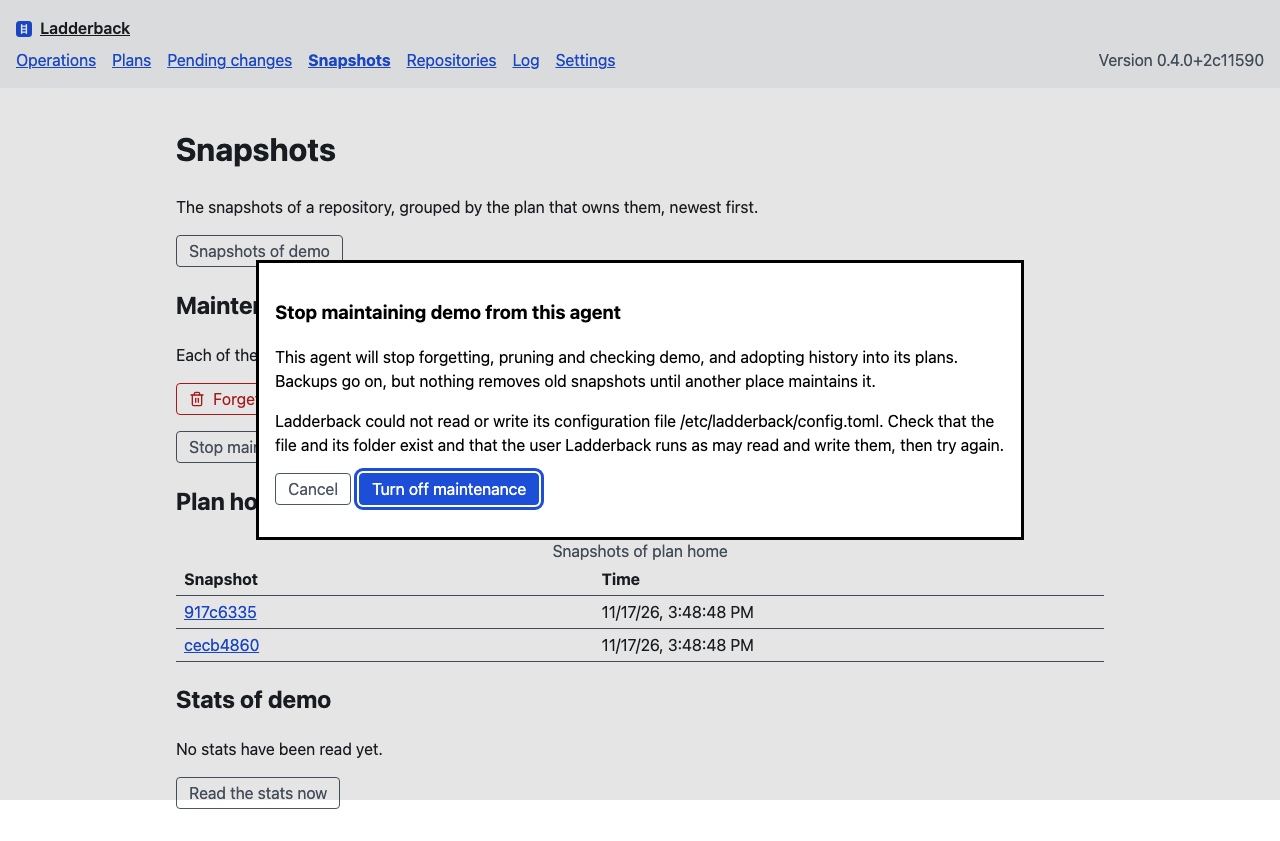 Ladderback
Operations Plans Pending changes Snapshots Repositories Log Settings Version 0.4.0+2c11590
Snapshots
The snapshots of a repository, grouped by the plan that owns them, newest first.
Snapshots of demo
Each of the
Stop maintaining demo from this agent
This agent will stop forgetting, pruning and checking demo, and adopting history into its plans.
Backups go on, but nothing removes old snapshots until another place maintains it.
Ladderback could not read or write its configuration file /etc/ladderback/config.toml. Check that the
file and its folder exist and that the user Ladderback runs as may read and write them, then try again.
Cancel Turn off maintenance
Stop
Plan
Snapshots of plan home
Snapshot Time
917c6335 11/17/26, 3:48:48 PM
cecb4860 11/17/26, 3:48:48 PM
Stats of demo
No stats have been read yet.
Read the stats now